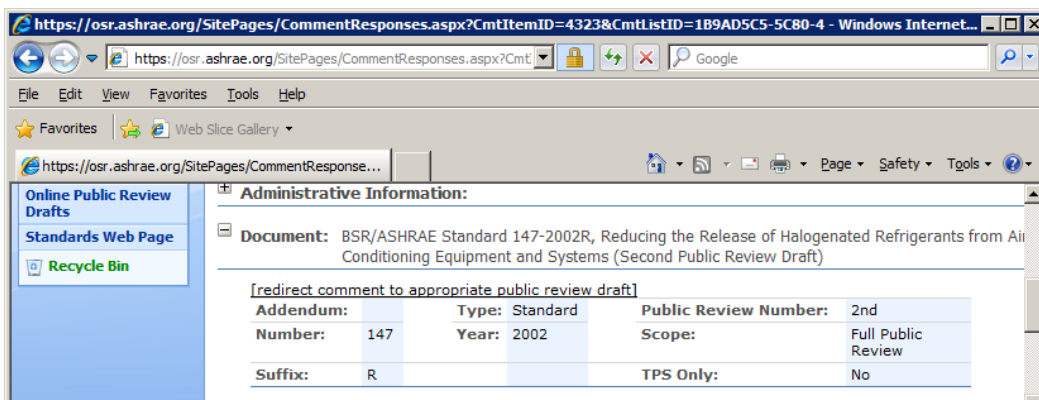 https://osr.ashrae.org/SitePages/CommentResponses.aspx?CmtItemID=4323&CmtListID=1B9AD5C5-5C80-4 - Windows Internet...
https://osr.ashrae.org/SitePages/CommentResponses.aspx?Cmt
Google
File Edit View Favorites Tools Help
Favorites Web Slice Gallery
https://osr.ashrae.org/SitePages/CommentResponse...
Page Safety Tools
Online Public Review
Drafts
Standards Web Page
Recycle Bin
Administrative Information:
Document: BSR/ASHRAE Standard 147-2002R, Reducing the Release of Halogenated Refrigerants from Ai
Conditioning Equipment and Systems (Second Public Review Draft)
[redirect comment to appropriate public review draft]
Addendum: Type: Standard Public Review Number: 2nd
Number: 147 Year: 2002 Scope: Full Public
Review
Suffix: R TPS Only: No